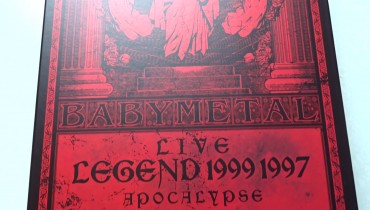 BABYMETAL
LIVE
LEGEND 1999 1997
APOCALYPSE